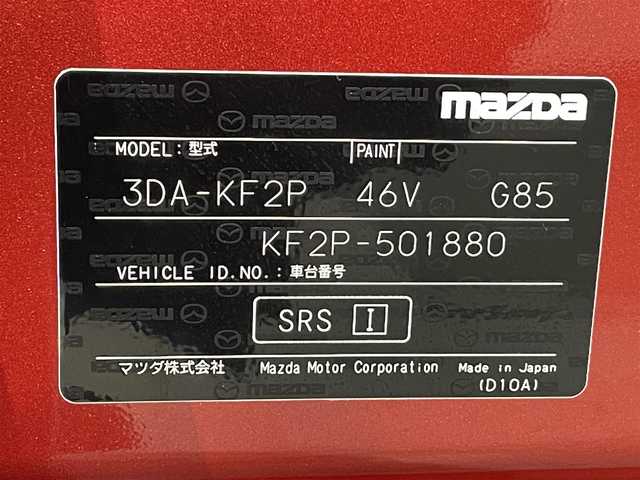 mazda
MODEL: 型式 PAINT
3DA-KF2P 46V G85
KF2P-501880
VEHICLE ID.NO.: 車台番号
SRS I
マツダ株式会社 Mazda Motor Corporation Made in Japan
(D10A)